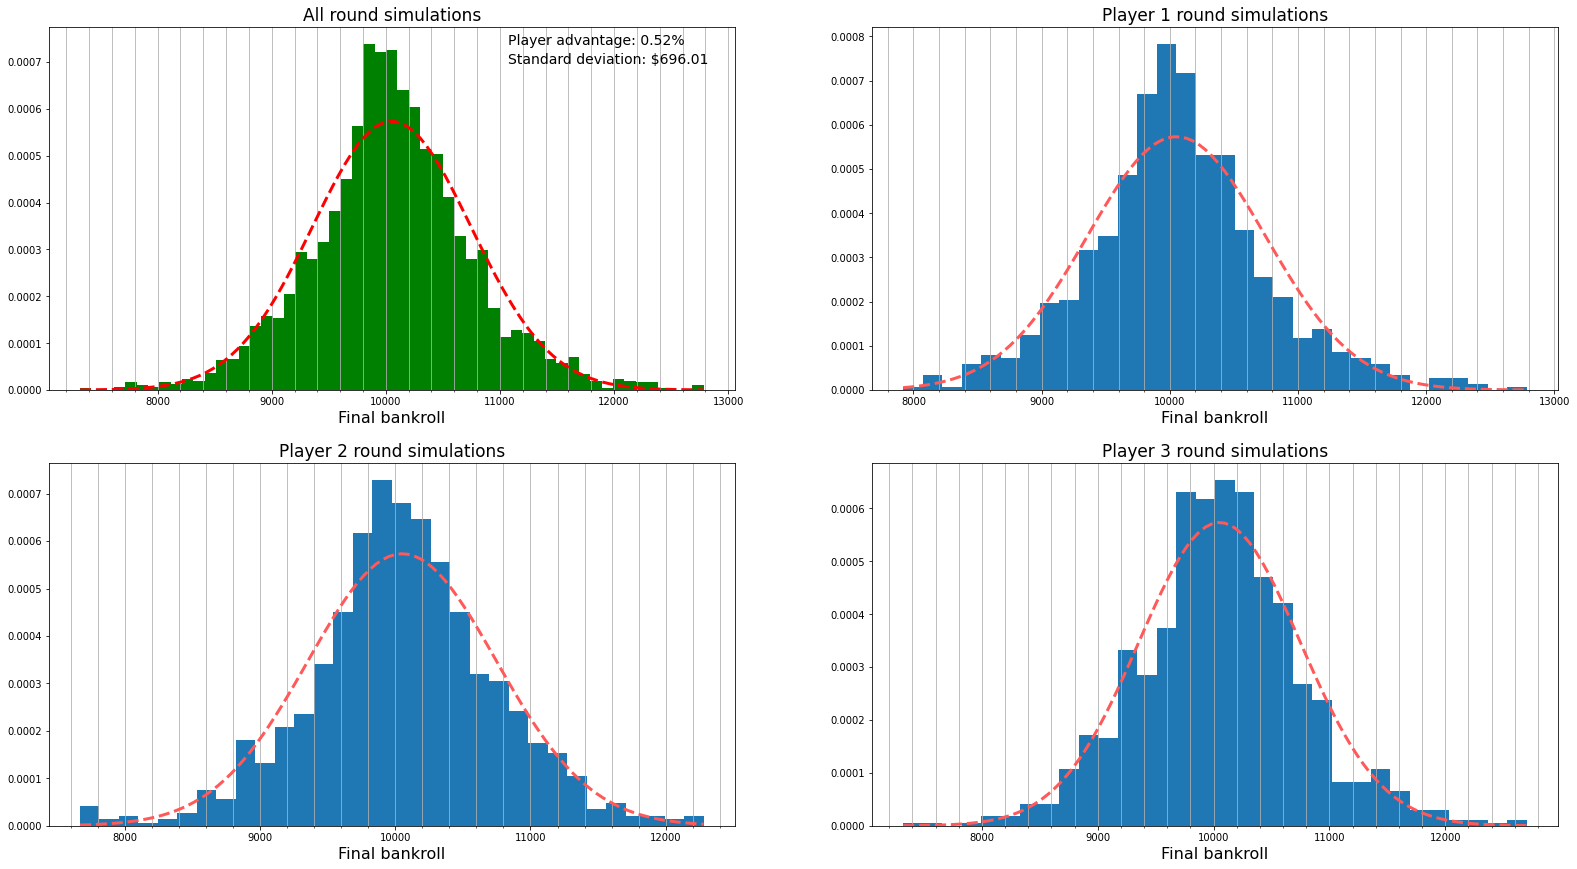 All round simulations
Player advantage: 0.52%
Standard deviation: $696.01
0.0007
0.0006
0.0005
0.0004
0.0003
0.0002
0.0001
0.0000
8000 9000 10000 11000 12000 13000
Final bankroll
Player 1 round simulations
0.0008
0.0007
0.0006
0.0005
0.0004
0.0003
0.0002
0.0001
0.0000
8000 9000 10000 11000 12000 13000
Final bankroll
Player 2 round simulations
0.0007
0.0006
0.0005
0.0004
0.0003
0.0002
0.0001
0.0000
8000 9000 10000 11000 12000
Final bankroll
Player 3 round simulations
0.0006
0.0005
0.0004
0.0003
0.0002
0.0001
0.0000
8000 9000 10000 11000 12000
Final bankroll